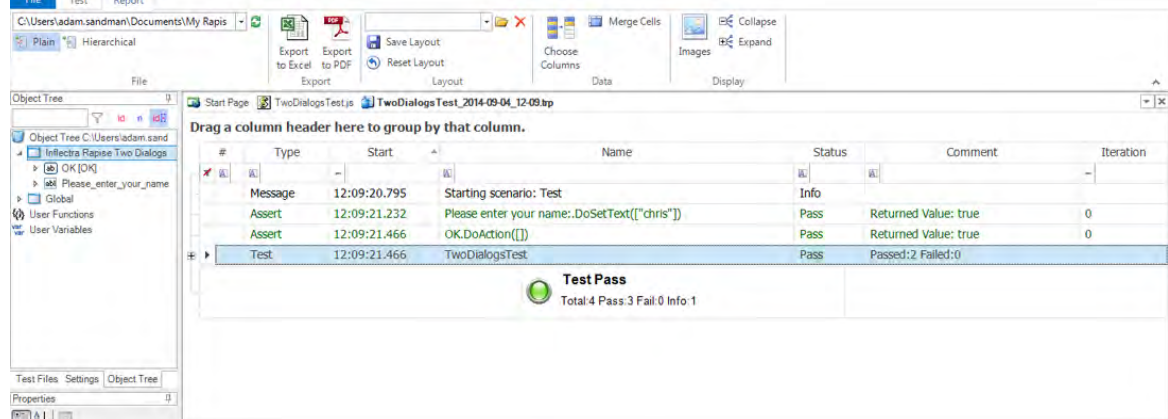 File Test Report
C:\Users\adam.sandman\Documents\My Rapis
Plain Hierarchical
File
Export to Excel
Export to PDF
Export
Save Layout
Reset Layout
Layout
Choose Columns
Merge Cells
Data
Images
Collapse
Expand
Display
Object Tree
Start Page TwoDialogsTest.js TwoDialogsTest_2014-09-04_12-09.trp
Drag a column header here to group by that column.
Object Tree C:\Users\adam.sand
Inflectra Rapise Two Dialogs
OK [OK]
Please_enter_your_name
Global
User Functions
User Variables
# Type Start Name Status Comment Iteration
Message 12:09:20.795 Starting scenario: Test Info
Assert 12:09:21.232 Please enter your name:.DoSetText(["chris"]) Pass Returned Value: true 0
Assert 12:09:21.466 OK.DoAction([]) Pass Returned Value: true 0
Test 12:09:21.466 TwoDialogsTest Pass Passed:2 Failed:0
Test Pass
Total:4 Pass:3 Fail:0 Info:1
Test Files Settings Object Tree
Properties